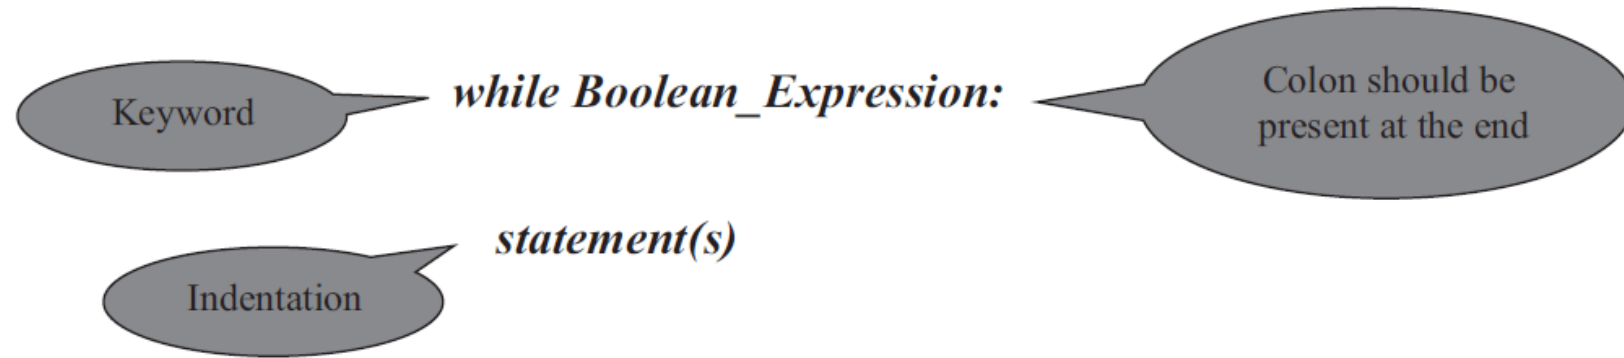 Keyword
while Boolean_Expression:
Colon should be
present at the end
statement(s)
Indentation